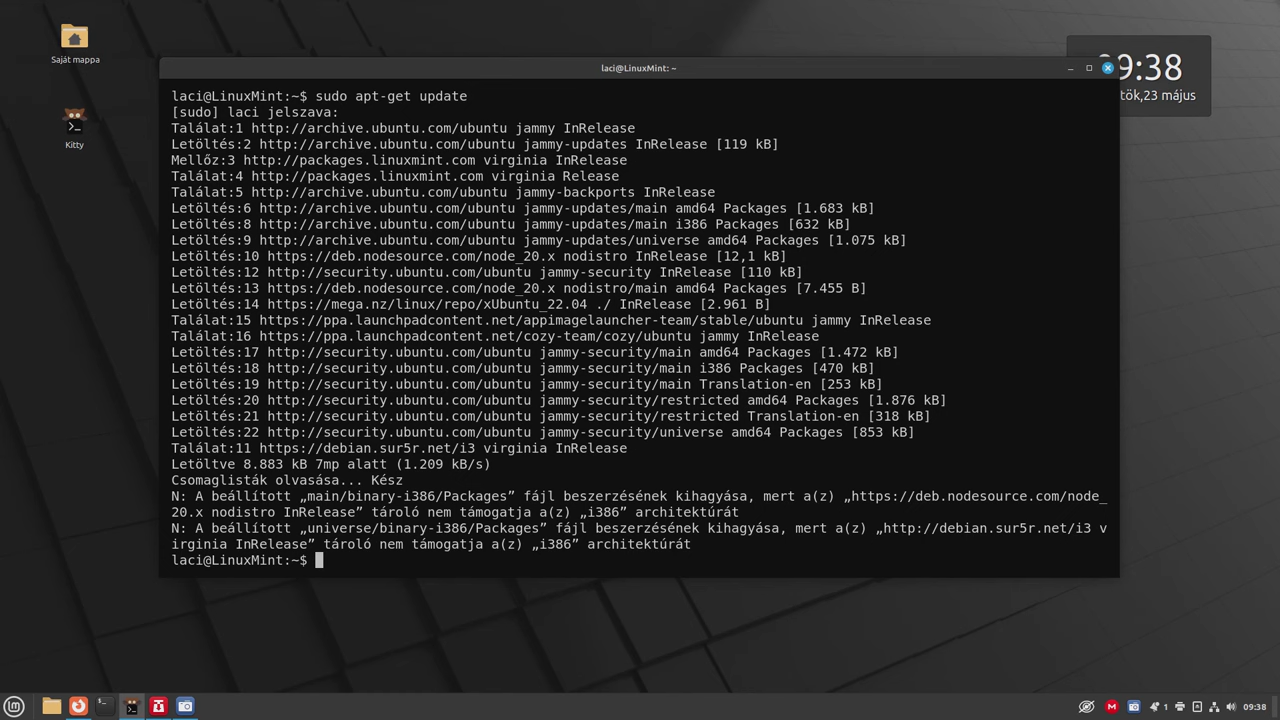 Saját mappa
Kitty
laci@LinuxMint: ~
9:38
tök,23 május
laci@LinuxMint:~$ sudo apt-get update
[sudo] laci jelszava:
Találat:1 http://archive.ubuntu.com/ubuntu jammy InRelease
Letöltés:2 http://archive.ubuntu.com/ubuntu jammy-updates InRelease [119 kB]
Mellőz:3 http://packages.linuxmint.com virginia InRelease
Találat:4 http://packages.linuxmint.com virginia Release
Találat:5 http://archive.ubuntu.com/ubuntu jammy-backports InRelease
Letöltés:6 http://archive.ubuntu.com/ubuntu jammy-updates/main amd64 Packages [1.683 kB]
Letöltés:8 http://archive.ubuntu.com/ubuntu jammy-updates/main i386 Packages [632 kB]
Letöltés:9 http://archive.ubuntu.com/ubuntu jammy-updates/universe amd64 Packages [1.075 kB]
Letöltés:10 https://deb.nodesource.com/node_20.x nodistro InRelease [12,1 kB]
Letöltés:12 http://security.ubuntu.com/ubuntu jammy-security InRelease [110 kB]
Letöltés:13 https://deb.nodesource.com/node_20.x nodistro/main amd64 Packages [7.455 B]
Letöltés:14 https://mega.nz/linux/repo/xUbuntu_22.04 ./ InRelease [2.961 B]
Találat:15 https://ppa.launchpadcontent.net/appimagelauncher-team/stable/ubuntu jammy InRelease
Találat:16 https://ppa.launchpadcontent.net/cozy-team/cozy/ubuntu jammy InRelease
Letöltés:17 http://security.ubuntu.com/ubuntu jammy-security/main amd64 Packages [1.472 kB]
Letöltés:18 http://security.ubuntu.com/ubuntu jammy-security/main i386 Packages [470 kB]
Letöltés:19 http://security.ubuntu.com/ubuntu jammy-security/main Translation-en [253 kB]
Letöltés:20 http://security.ubuntu.com/ubuntu jammy-security/restricted amd64 Packages [1.876 kB]
Letöltés:21 http://security.ubuntu.com/ubuntu jammy-security/restricted Translation-en [318 kB]
Letöltés:22 http://security.ubuntu.com/ubuntu jammy-security/universe amd64 Packages [853 kB]
Találat:11 https://debian.sur5r.net/i3 virginia InRelease
Letöltve 8.883 kB 7mp alatt (1.209 kB/s)
Csomaglisták olvasása... Kész
N: A beállított „main/binary-i386/Packages” fájl beszerzésének kihagyása, mert a(z) „https://deb.nodesource.com/node_
20.x nodistro InRelease” tároló nem támogatja a(z) „i386” architektúrát
N: A beállított „universe/binary-i386/Packages” fájl beszerzésének kihagyása, mert a(z) „http://debian.sur5r.net/i3 v
irginia InRelease” tároló nem támogatja a(z) „i386” architektúrát
laci@LinuxMint:~$
1
09:38